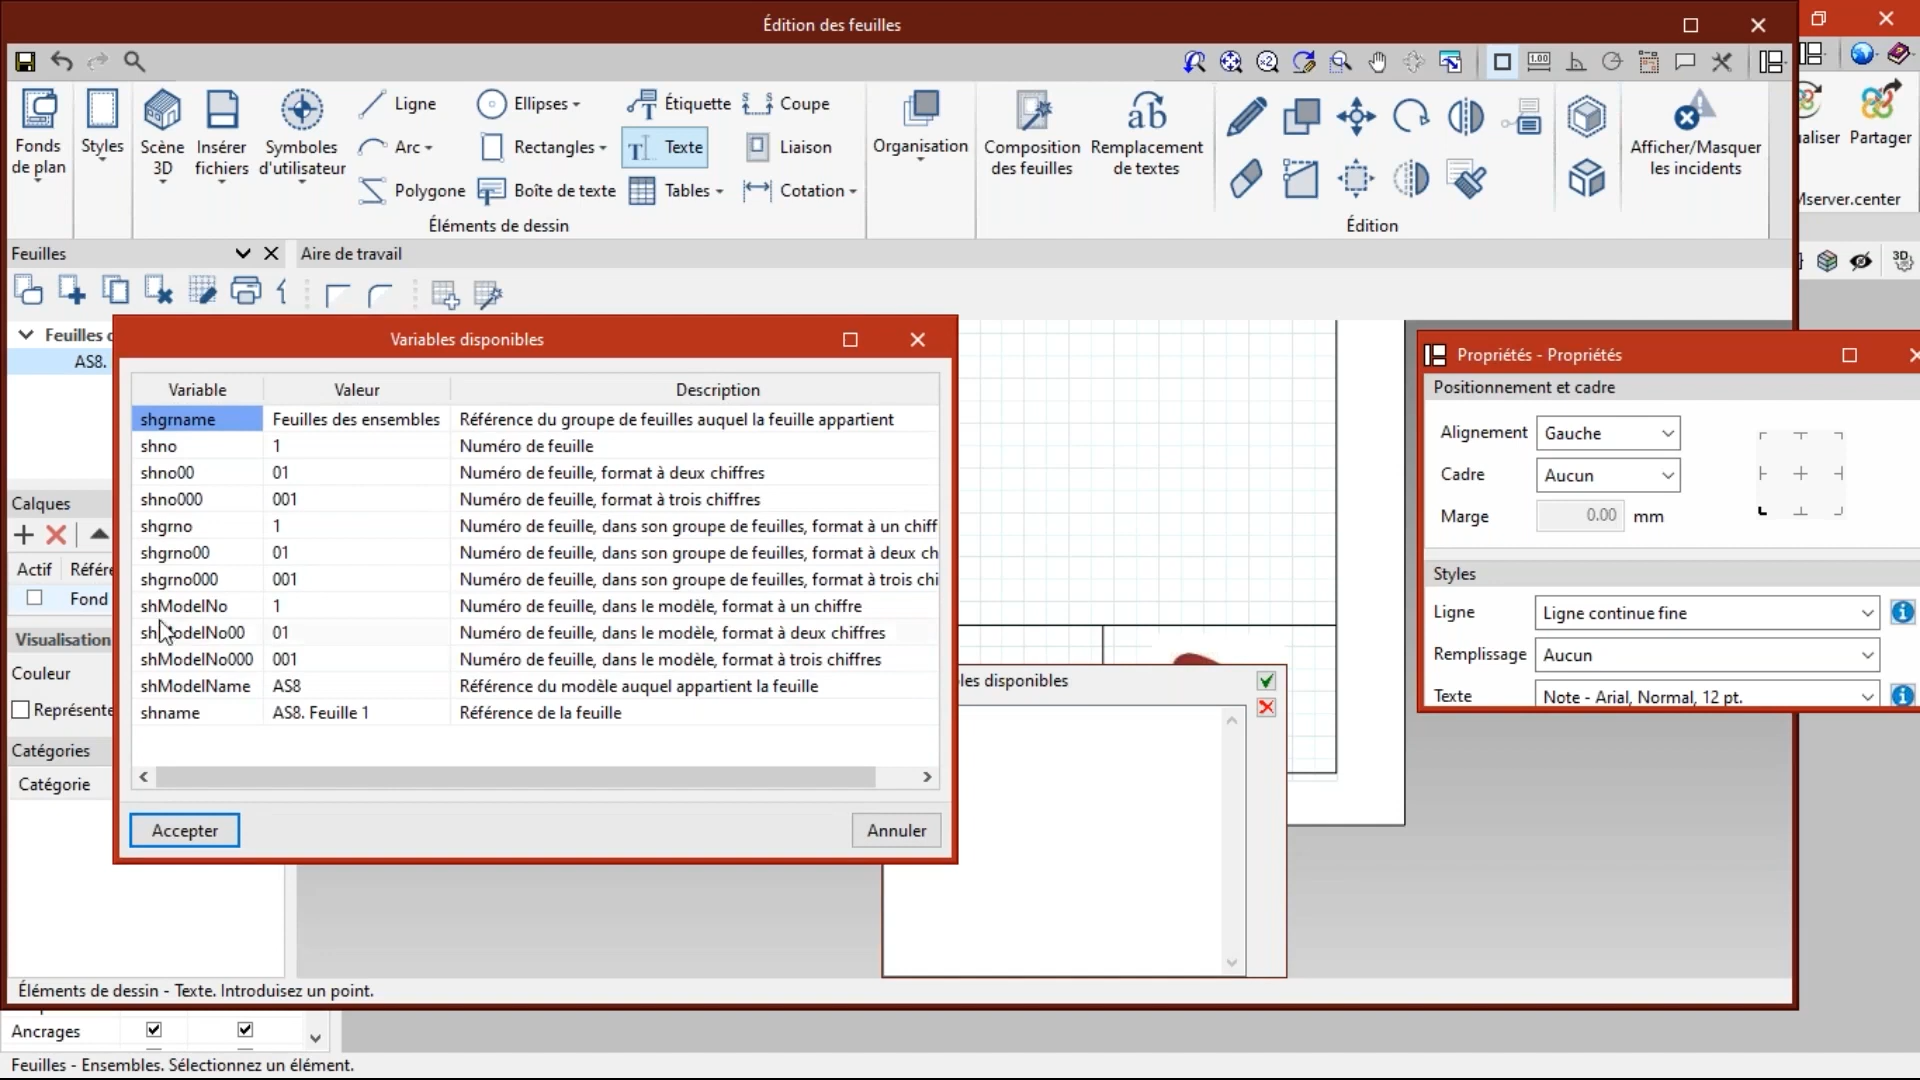 Édition des feuilles
Fonds de plan
Styles
Scène 3D
Insérer fichiers
Symboles d'utilisateur
Ligne
Ellipses
Étiquette
Coupe
Arc
Rectangles
Texte
Liaison
Polygone
Boîte de texte
Tables
Cotation
Éléments de dessin
Organisation
Composition des feuilles
Remplacement de textes
Édition
Afficher/Masquer les incidents
Partager
Feuilles
Aire de travail
AS8.
Variables disponibles
Variable Valeur Description
shgrname Feuilles des ensembles Référence du groupe de feuilles auquel la feuille appartient
shno 1 Numéro de feuille
shno00 01 Numéro de feuille, format à deux chiffres
shno000 001 Numéro de feuille, format à trois chiffres
shgrno 1 Numéro de feuille, dans son groupe de feuilles, format à un chiff
shgrno00 01 Numéro de feuille, dans son groupe de feuilles, format à deux ch
shgrno000 001 Numéro de feuille, dans son groupe de feuilles, format à trois chi
shModelNo 1 Numéro de feuille, dans le modèle, format à un chiffre
shModelNo00 01 Numéro de feuille, dans le modèle, format à deux chiffres
shModelNo000 001 Numéro de feuille, dans le modèle, format à trois chiffres
shModelName AS8 Référence du modèle auquel appartient la feuille
shname AS8. Feuille 1 Référence de la feuille
Accepter
Annuler
Calques
Actif
Fond
Visualisation
Couleur
Catégories
Catégorie
les disponibles
Propriétés - Propriétés
Positionnement et cadre
Alignement Gauche
Cadre Aucun
Marge 0.00 mm
Styles
Ligne Ligne continue fine
Remplissage Aucun
Texte Note - Arial, Normal, 12 pt.
Éléments de dessin - Texte. Introduisez un point.
Ancrages
Feuilles - Ensembles. Sélectionnez un élément.